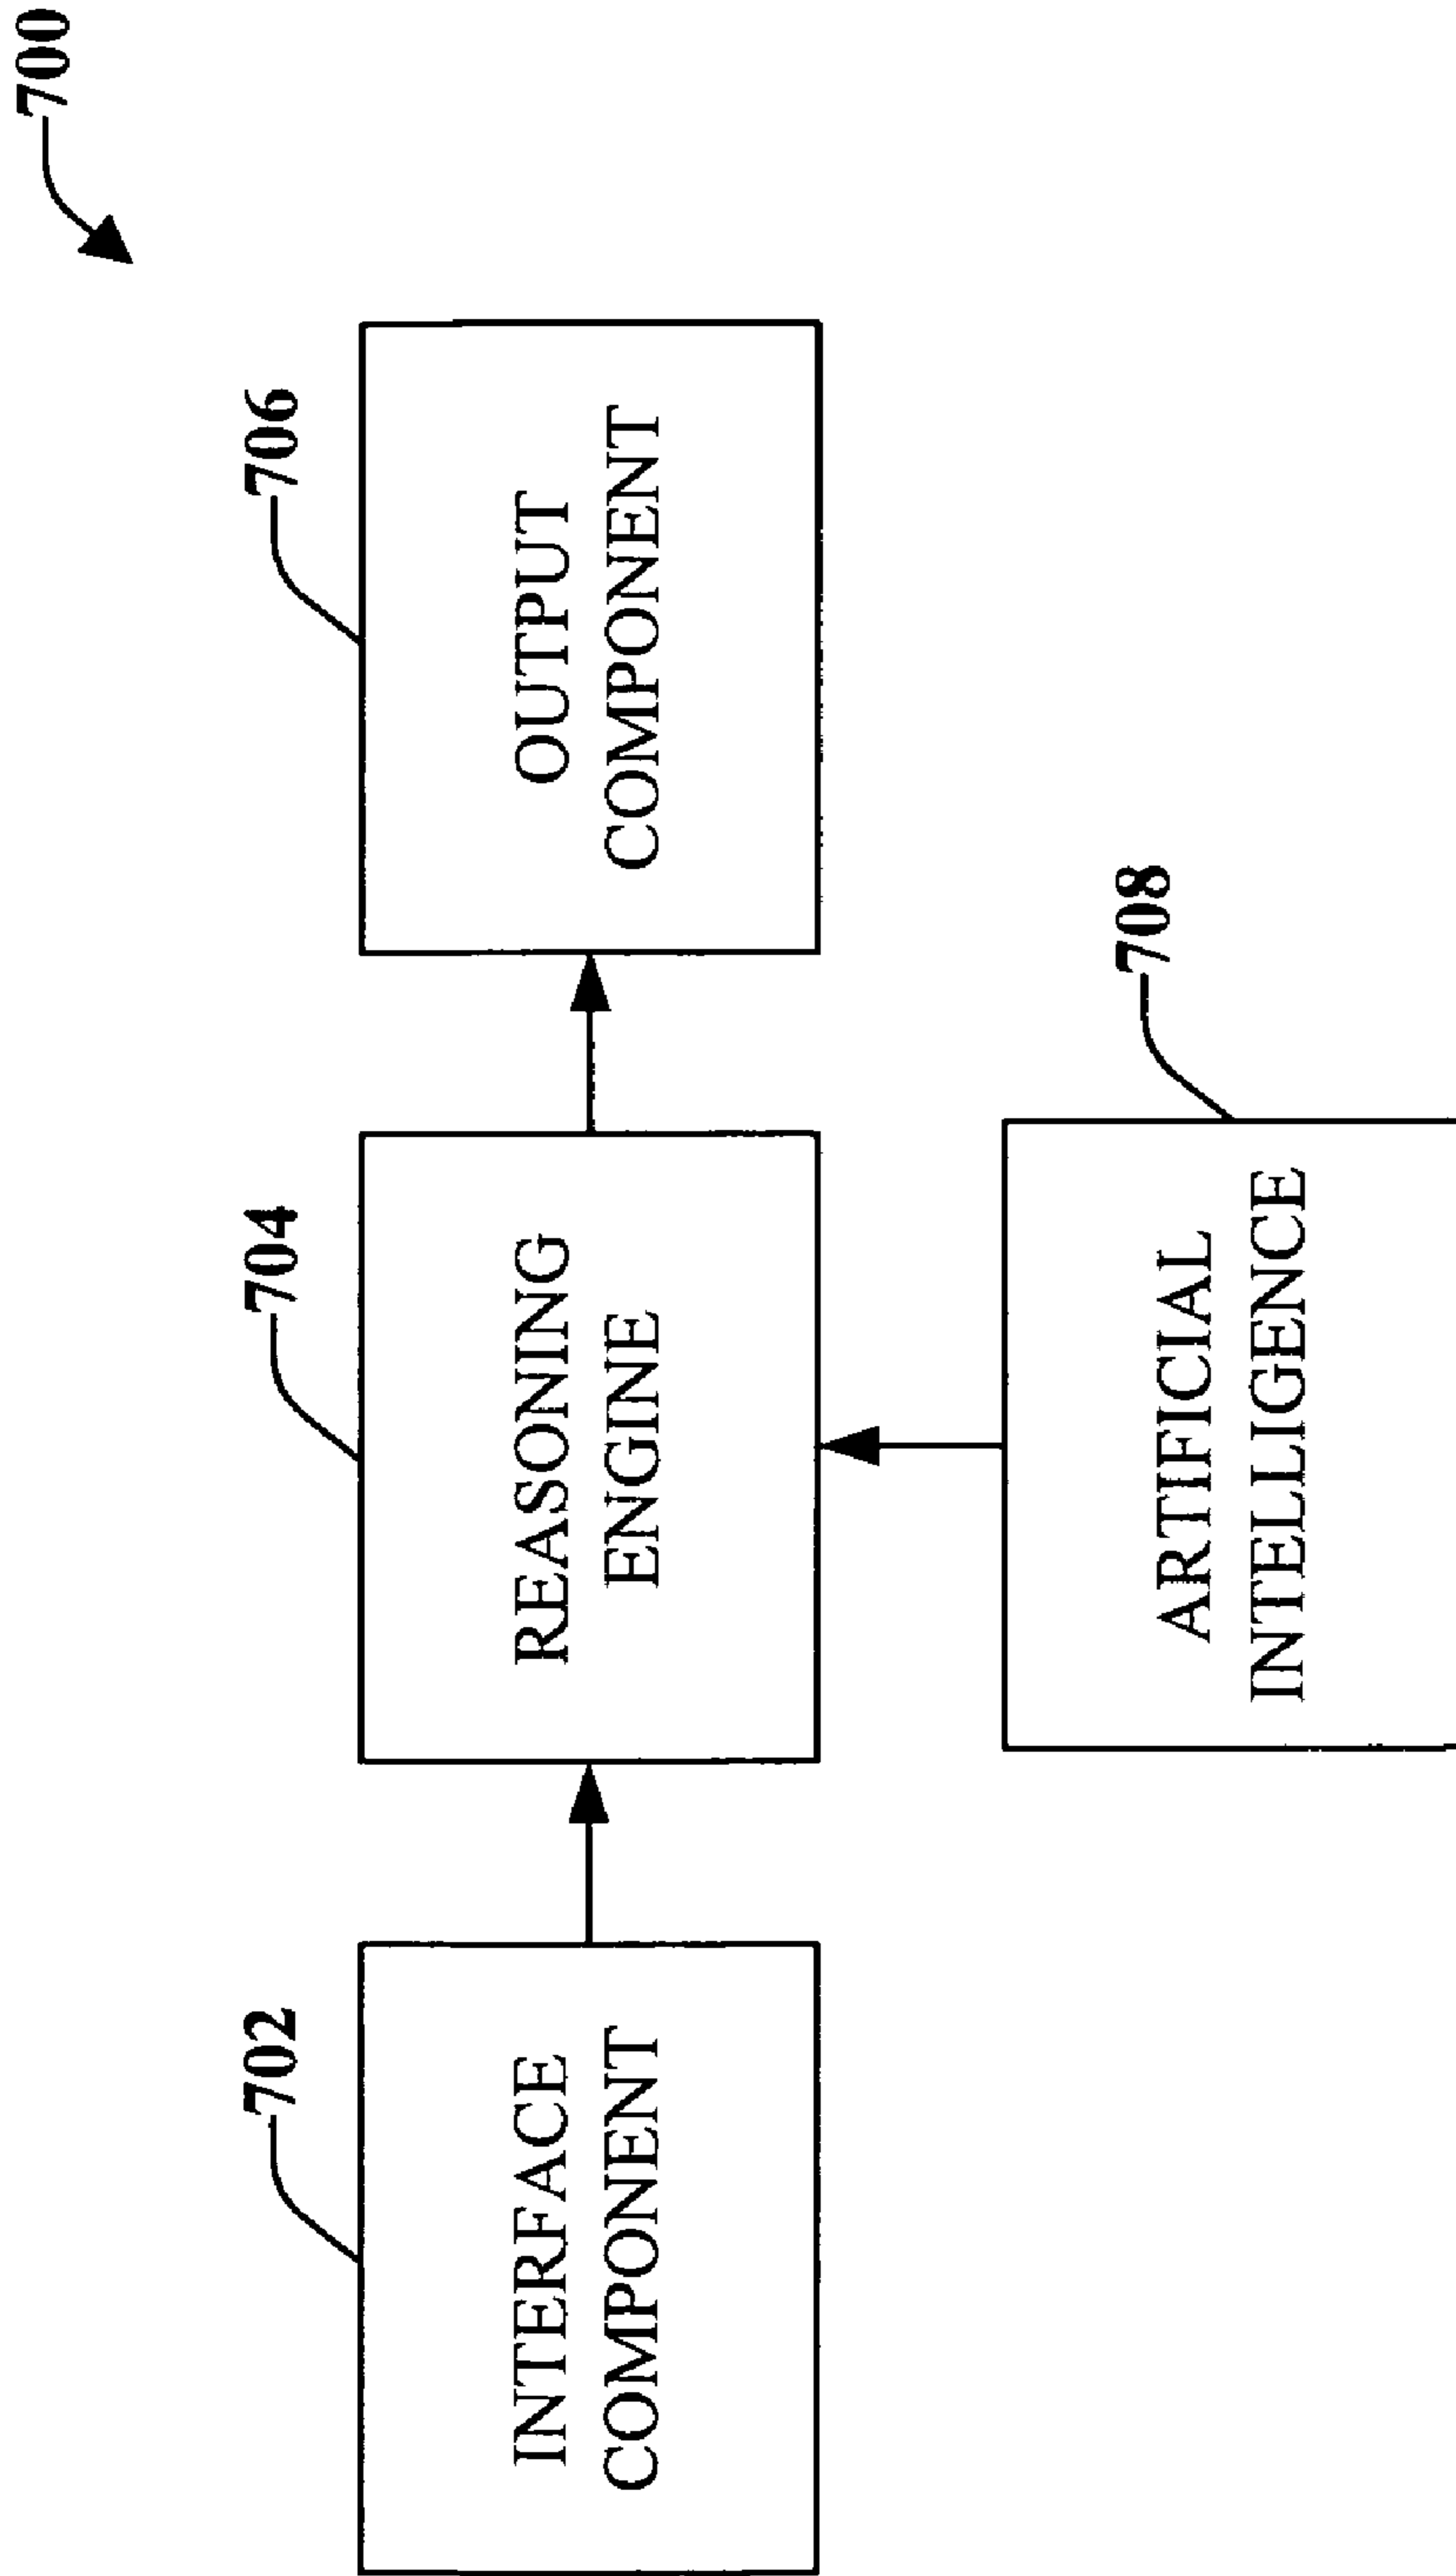 700
702
INTERFACE
COMPONENT
704
REASONING
ENGINE
706
OUTPUT
COMPONENT
708
ARTIFICIAL
INTELLIGENCE